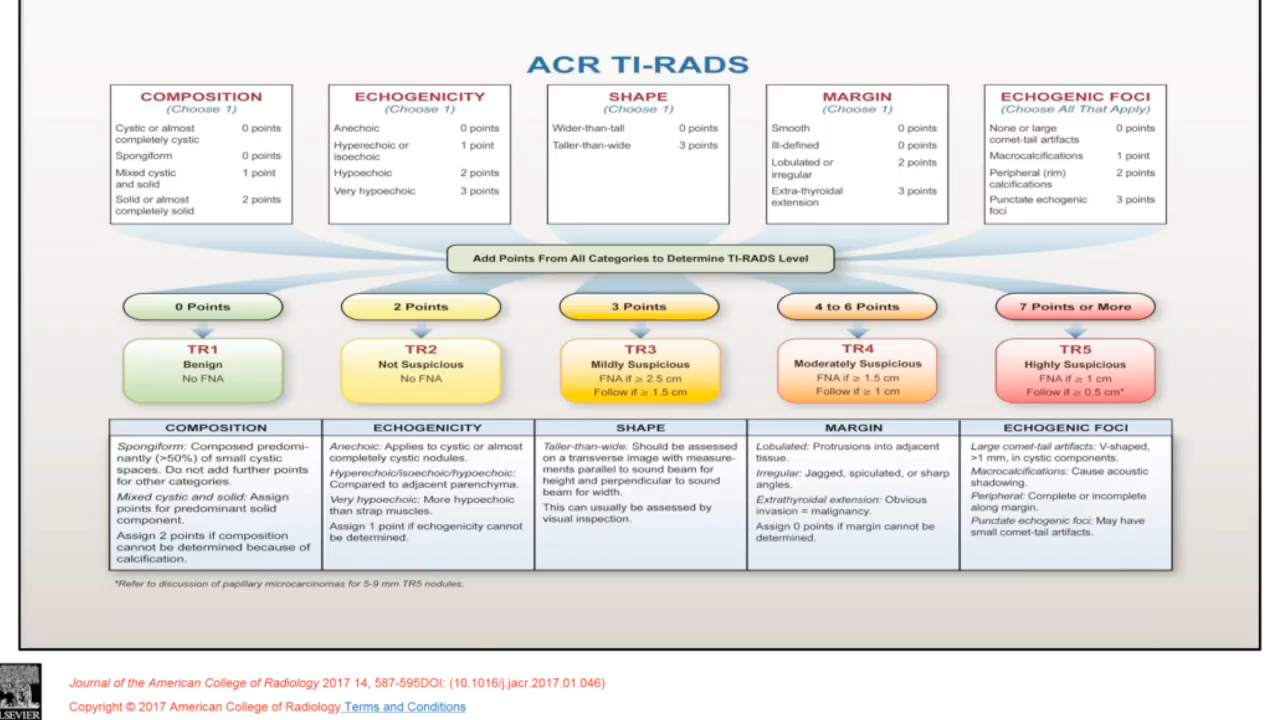 ACR TI-RADS
COMPOSITION
(Choose 1)
Cystic or almost completely cystic 0 points
Spongiform 0 points
Mixed cystic and solid 1 point
Solid or almost completely solid 2 points
ECHOGENICITY
(Choose 1)
Anechoic 0 points
Hyperechoic or isoechoic 1 point
Hypoechoic 2 points
Very hypoechoic 3 points
SHAPE
(Choose 1)
Wider-than-tall 0 points
Taller-than-wide 3 points
MARGIN
(Choose 1)
Smooth 0 points
Ill-defined 0 points
Lobulated or irregular 2 points
Extra-thyroidal extension 3 points
ECHOGENIC FOCI
(Choose All That Apply)
None or large comet-tail artifacts 0 points
Macrocalcifications 1 point
Peripheral (rim) calcifications 2 points
Punctate echogenic foci 3 points
Add Points From All Categories to Determine TI-RADS Level
0 Points
2 Points
3 Points
4 to 6 Points
7 Points or More
TR1
Benign
No FNA
TR2
Not Suspicious
No FNA
TR3
Mildly Suspicious
FNA if ≥ 2.5 cm
Follow if ≥ 1.5 cm
TR4
Moderately Suspicious
FNA if ≥ 1.5 cm
Follow if ≥ 1 cm
TR5
Highly Suspicious
FNA if ≥ 1 cm
Follow if ≥ 0.5 cm*
COMPOSITION
Spongiform: Composed predomi-
nantly (>50%) of small cystic
spaces. Do not add further points
for other categories.
Mixed cystic and solid: Assign
points for predominant solid
component.
Assign 2 points if composition
cannot be determined because of
calcification.
ECHOGENICITY
Anechoic: Applies to cystic or almost
completely cystic nodules.
Hyperechoic/isoechoic/hypoechoic:
Compared to adjacent parenchyma.
Very hypoechoic: More hypoechoic
than strap muscles.
Assign 1 point if echogenicity cannot
be determined.
SHAPE
Taller-than-wide: Should be assessed
on a transverse image with measure-
ments parallel to sound beam for
height and perpendicular to sound
beam for width.
This can usually be assessed by
visual inspection.
MARGIN
Lobulated: Protrusions into adjacent
tissue.
Irregular: Jagged, spiculated, or sharp
angles.
Extrathyroidal extension: Obvious
invasion = malignancy.
Assign 0 points if margin cannot be
determined.
ECHOGENIC FOCI
Large comet-tail artifacts: V-shaped,
>1 mm, in cystic components.
Macrocalcifications: Cause acoustic
shadowing.
Peripheral: Complete or incomplete
along margin.
Punctate echogenic foci: May have
small comet-tail artifacts.
*Refer to discussion of papillary microcarcinomas for 5-9 mm TR5 nodules.
Journal of the American College of Radiology 2017 14, 587-595DOI: (10.1016/j.jacr.2017.01.046)
Copyright © 2017 American College of Radiology Terms and Conditions
ELSEVIER